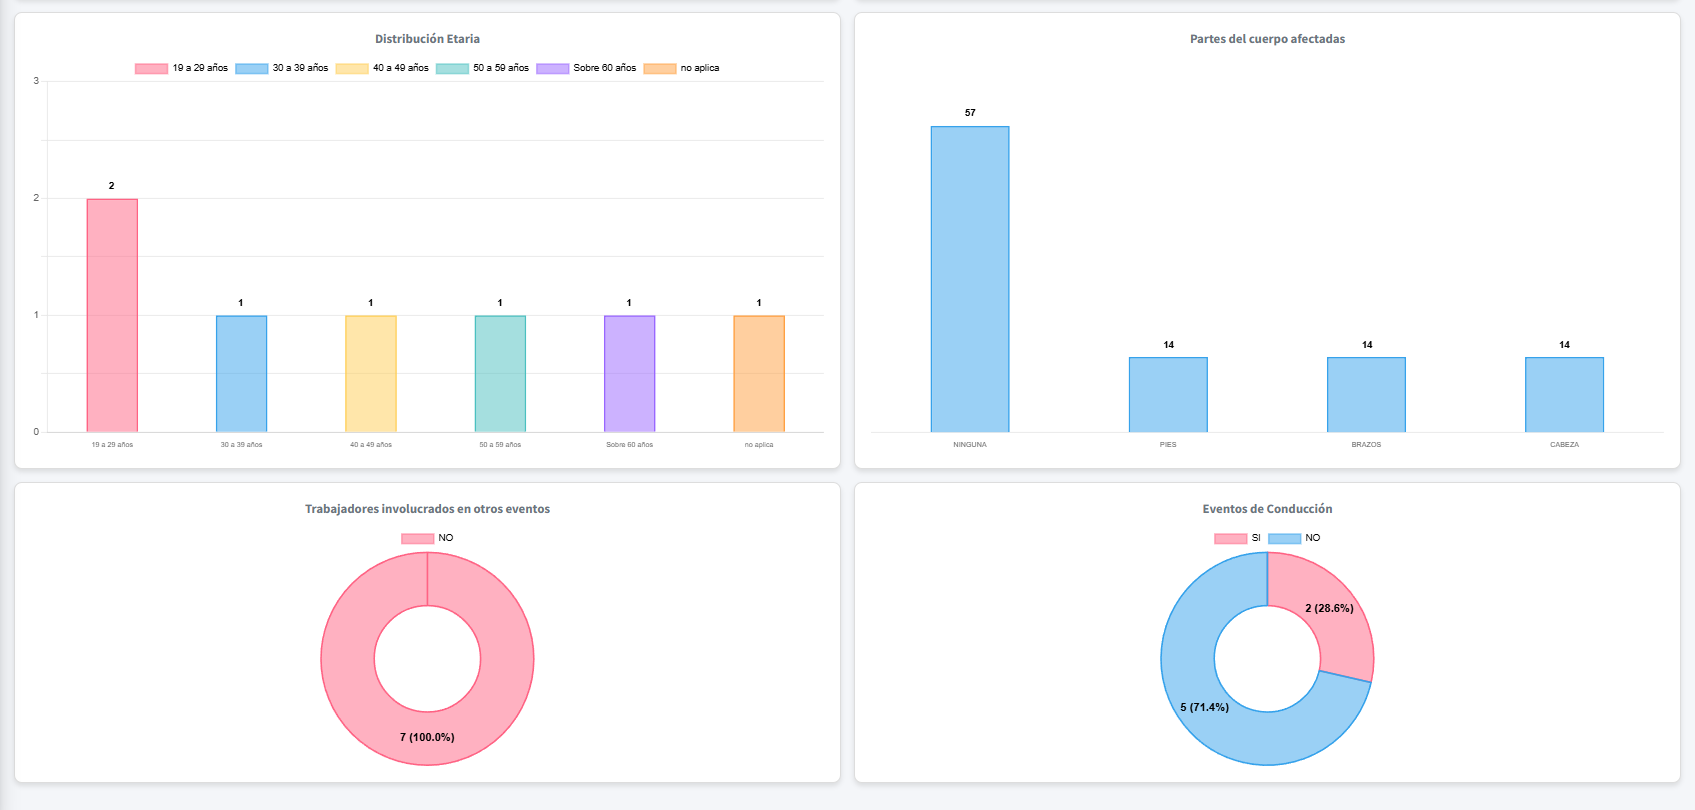 Distribución Etaria
19 a 29 años 30 a 39 años 40 a 49 años 50 a 59 años Sobre 60 años no aplica
3
2
1
0
2
1
1
1
1
1
19 a 29 años 30 a 39 años 40 a 49 años 50 a 59 años Sobre 60 años no aplica
Partes del cuerpo afectadas
57
14
14
14
NINGUNA PIES BRAZOS CABEZA
Trabajadores involucrados en otros eventos
NO
7 (100.0%)
Eventos de Conducción
SI NO
2 (28.6%)
5 (71.4%)